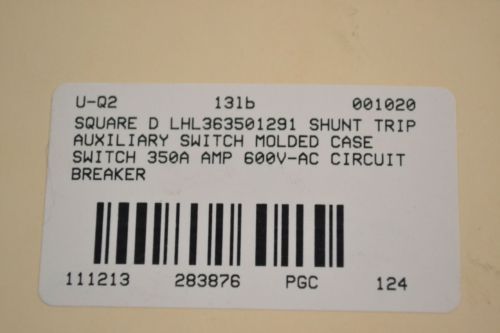 U-Q2 13lb 001020
SQUARE D LHL363501291 SHUNT TRIP
AUXILIARY SWITCH MOLDED CASE
SWITCH 350A AMP 600V-AC CIRCUIT
BREAKER
111213 283876 PGC 124